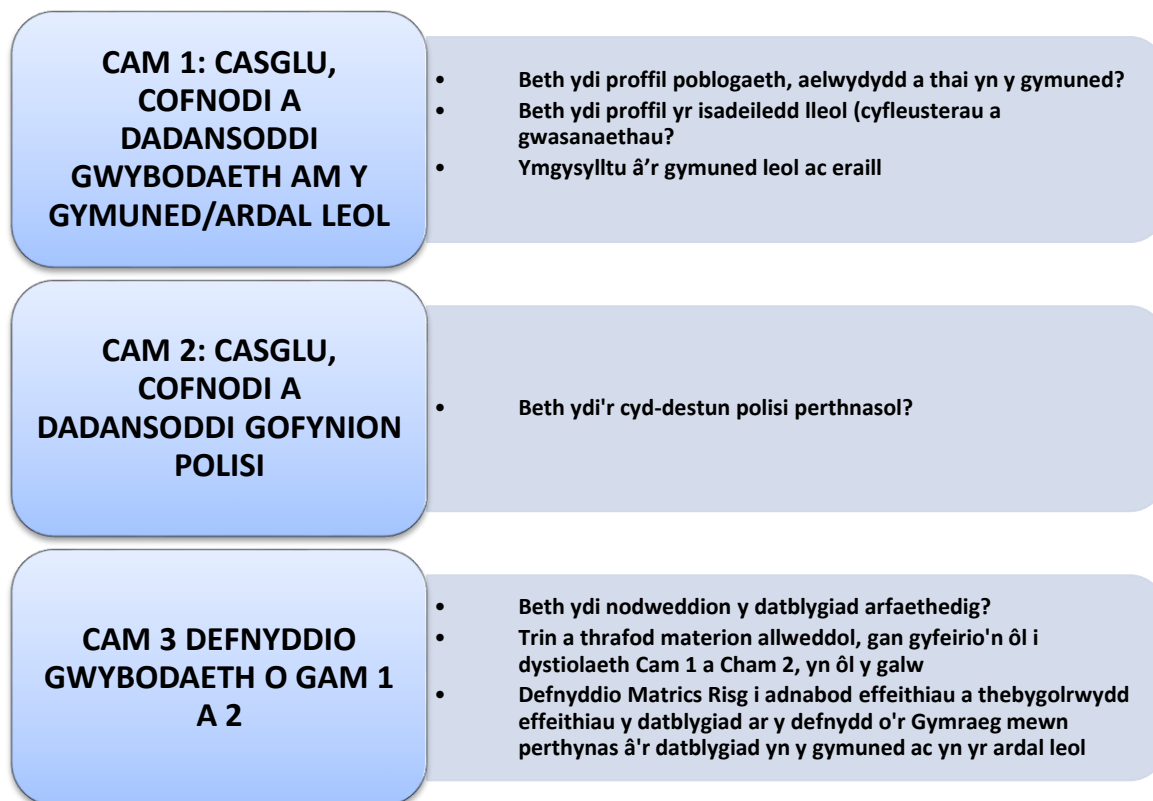 CAM 1: CASGLU,
COFNODI A
DADANSODDI
GWYBODAETH AM Y
GYMUNED/ARDAL LEOL
• Beth ydi proffil poblogaeth, aelwydydd a thai yn y gymuned?
• Beth ydi proffil yr isadeiledd lleol (cyfleusterau a
gwasanaethau?
• Ymgysylltu â’r gymuned leol ac eraill
CAM 2: CASGLU,
COFNODI A
DADANSODDI GOFYNION
POLISI
• Beth ydi'r cyd-destun polisi perthnasol?
CAM 3 DEFNYDDIO
GWYBODAETH O GAM 1
A 2
• Beth ydi nodweddion y datblygiad arfaethedig?
• Trin a thrafod materion allweddol, gan gyfeirio'n ôl i
dystiolaeth Cam 1 a Cham 2, yn ôl y galw
• Defnyddio Matrics Risg i adnabod effeithiau a thebygolrwydd
effeithiau y datblygiad ar y defnydd o'r Gymraeg mewn
perthynas â'r datblygiad yn y gymuned ac yn yr ardal leol